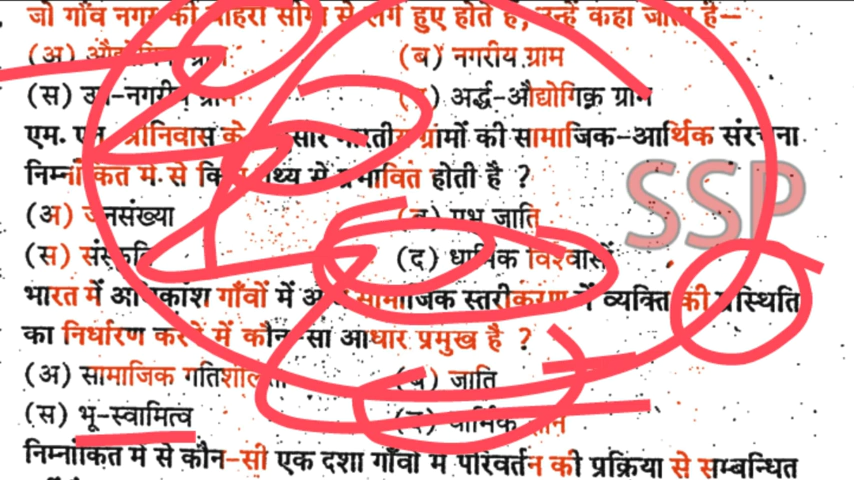 जो गाँव नगर की बाहरी सीमा से लगे हुए होते हैं, उन्हें कहा जाता है—
(अ) औद्योगिक ग्राम (ब) नगरीय ग्राम
(स) उप-नगरीय ग्राम (द) अर्द्ध-औद्योगिक ग्राम
एम. एन. श्रीनिवास के अनुसार भारतीय ग्रामों की सामाजिक-आर्थिक संरचना
निम्नांकित में से किस तथ्य से प्रभावित होती है ?
(अ) जनसंख्या (ब) प्रभु जाति
(स) संस्कृति (द) धार्मिक विश्वासों
SSP
भारत में अधिकांश गाँवों में सामाजिक स्तरीकरण में व्यक्ति की प्रस्थिति
का निर्धारण करने में कौन-सा आधार प्रमुख है ?
(अ) सामाजिक गतिशीलता (ब) जाति
(स) भू-स्वामित्व (द) धार्मिक ज्ञान
निम्नांकित में से कौन-सी एक दशा गाँवों में परिवर्तन की प्रक्रिया से सम्बन्धित